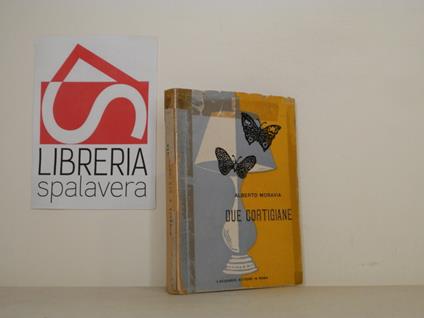 LIBRERIA
spalavera
ALBERTO MORAVIA
DUE CORTIGIANE